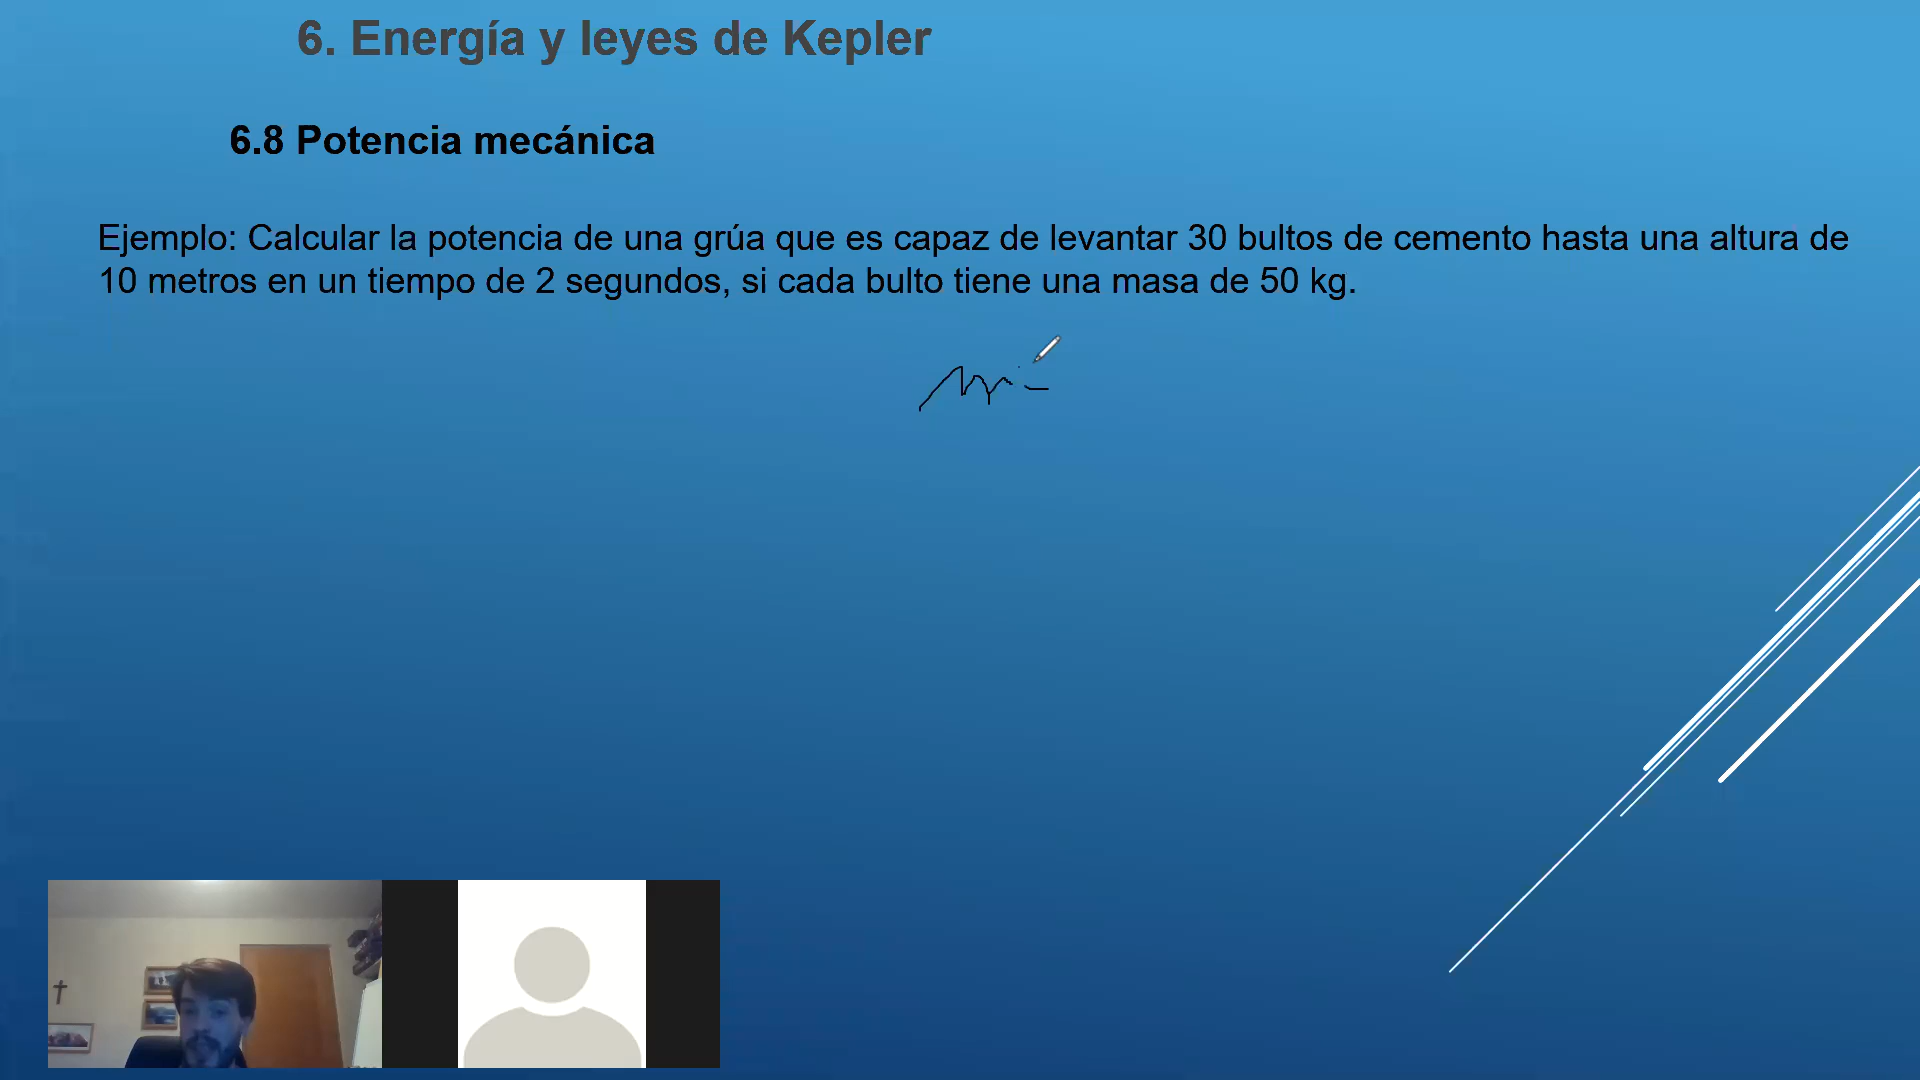 6. Energía y leyes de Kepler
6.8 Potencia mecánica
Ejemplo: Calcular la potencia de una grúa que es capaz de levantar 30 bultos de cemento hasta una altura de
10 metros en un tiempo de 2 segundos, si cada bulto tiene una masa de 50 kg.